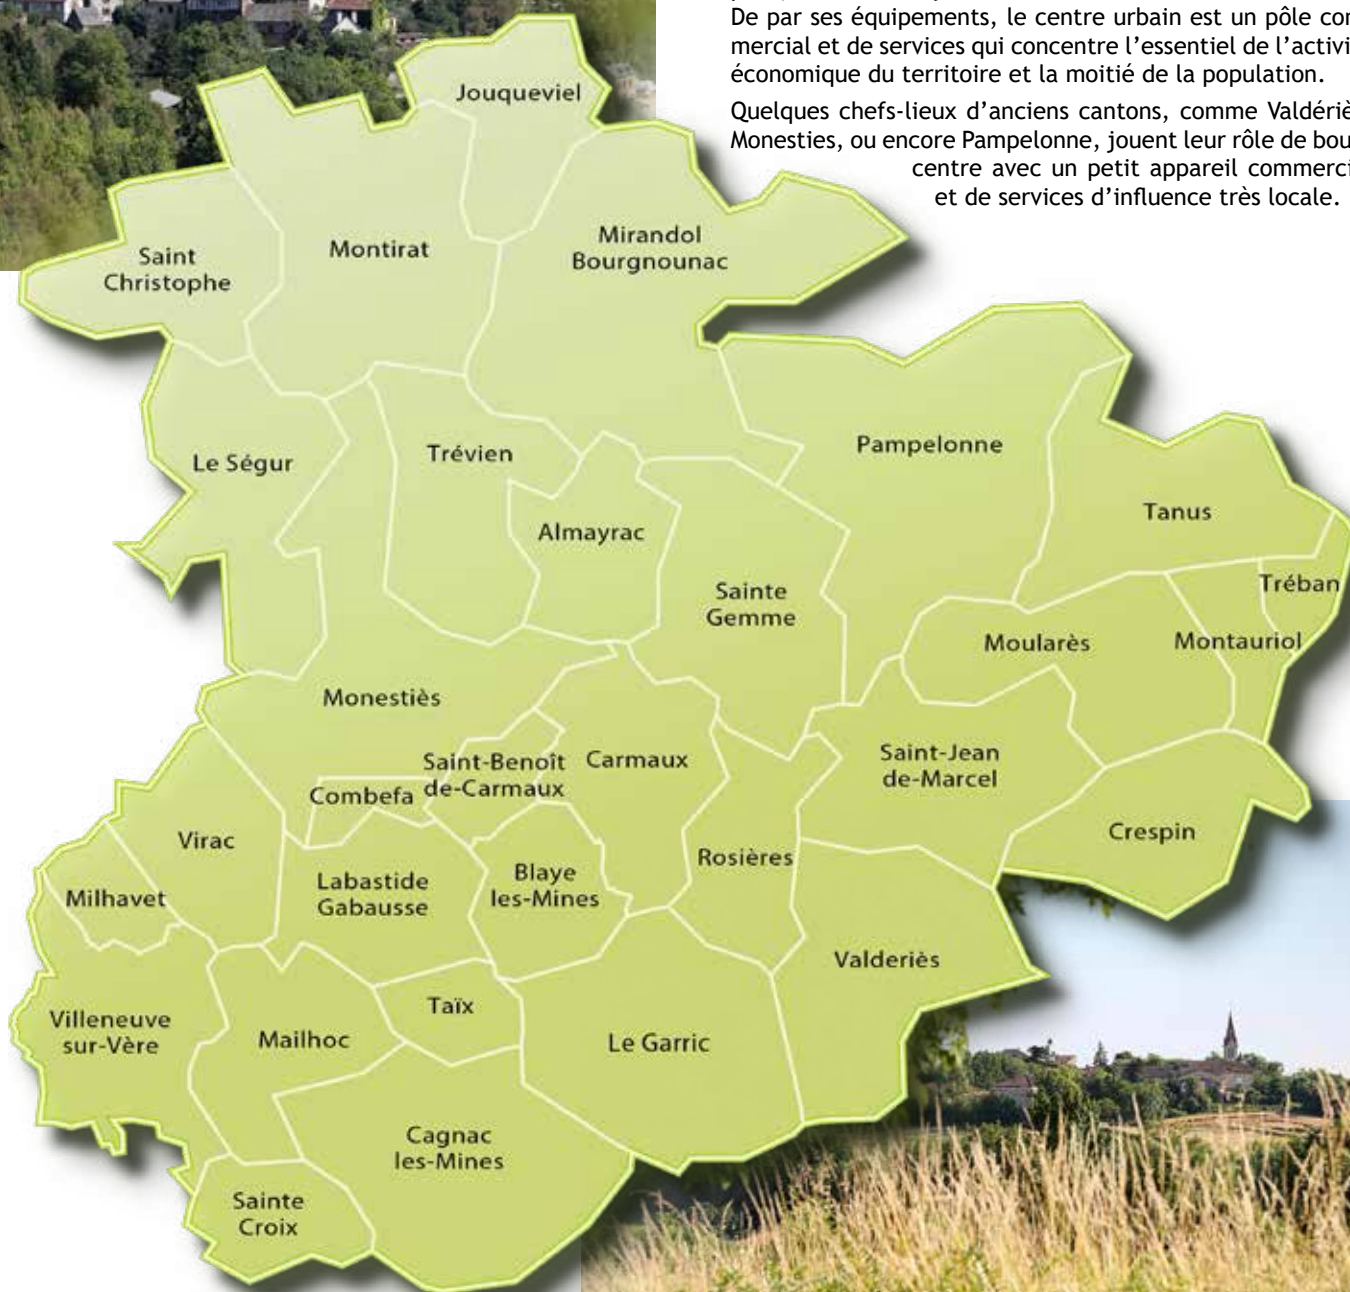 De par ses équipements, le centre urbain est un pôle com
mercial et de services qui concentre l'essentiel de l'activi
économique du territoire et la moitié de la population.
Quelques chefs-lieux d'anciens cantons, comme Valdériè
Monesties, ou encore Pampelonne, jouent leur rôle de bou
centre avec un petit appareil commerci
et de services d'influence très locale.
Jouqueviel
Saint
Christophe
Montirat
Mirandol
Bourgnounac
Le Ségur
Trévien
Pampelonne
Almayrac
Tanus
Sainte
Gemme
Tréban
Moularès
Montauriol
Monestiès
Saint-Benoît
de-Carmaux
Carmaux
Saint-Jean
de-Marcel
Combefa
Virac
Crespin
Rosières
Milhavet
Labastide
Gabausse
Blaye
les-Mines
Valderiès
Villeneuve
sur-Vère
Mailhoc
Taïx
Le Garric
Cagnac
les-Mines
Sainte
Croix